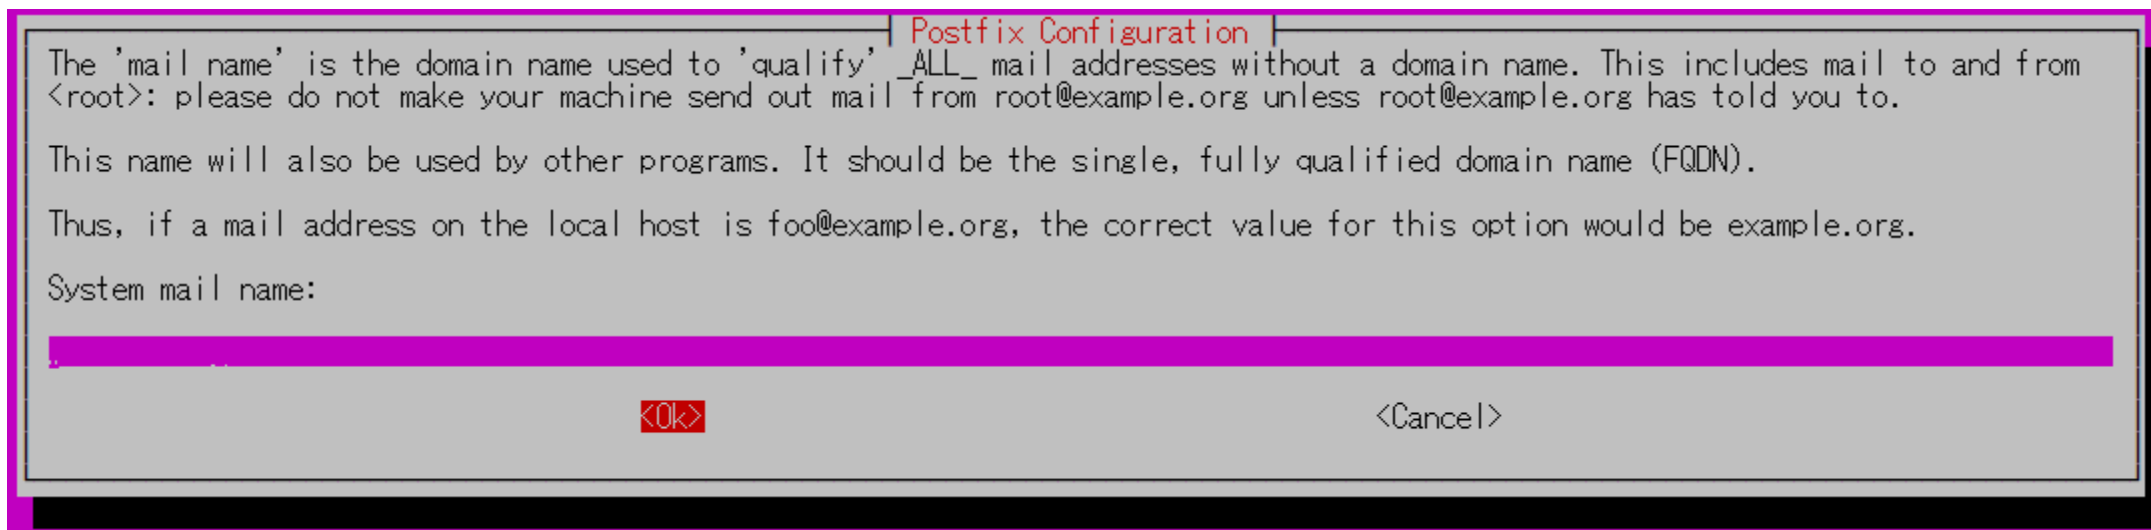 Postfix Configuration
The 'mail name' is the domain name used to 'qualify' _ALL_ mail addresses without a domain name. This includes mail to and from
<root>: please do not make your machine send out mail from root@example.org unless root@example.org has told you to.
This name will also be used by other programs. It should be the single, fully qualified domain name (FQDN).
Thus, if a mail address on the local host is foo@example.org, the correct value for this option would be example.org.
System mail name:
<Ok> <Cancel>